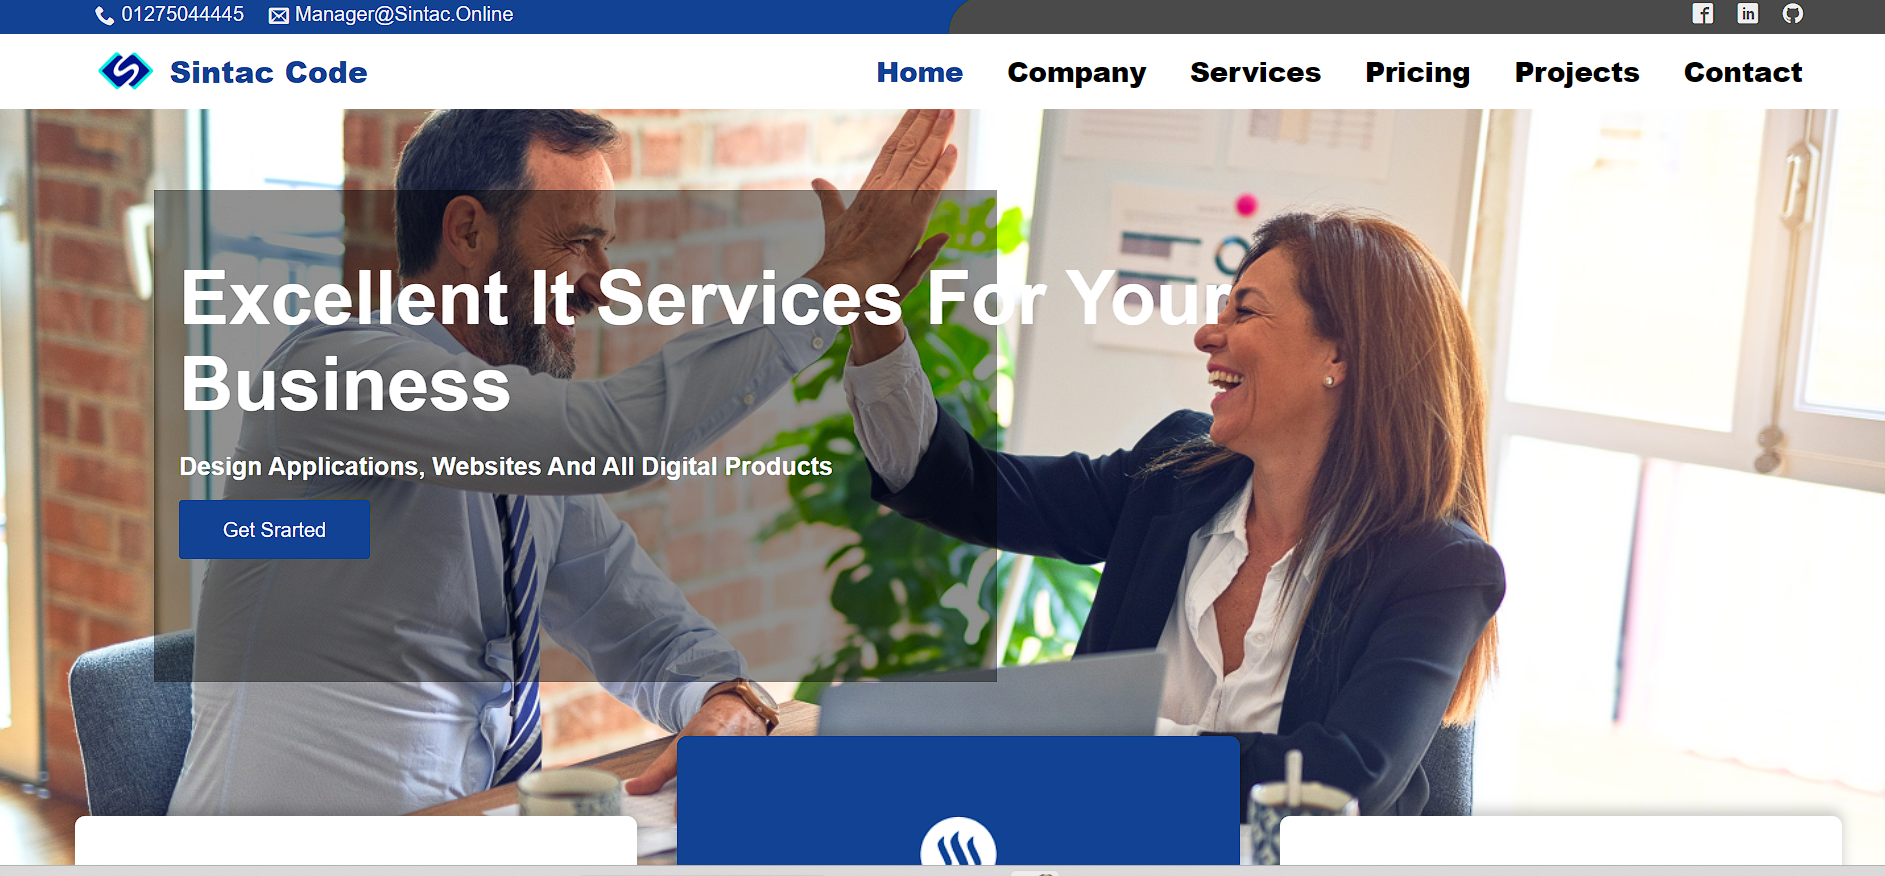 01275044445 Manager@Sintac.Online
Sintac Code
Home Company Services Pricing Projects Contact
Excellent It Services For Your
Business
Design Applications, Websites And All Digital Products
Get Srarted